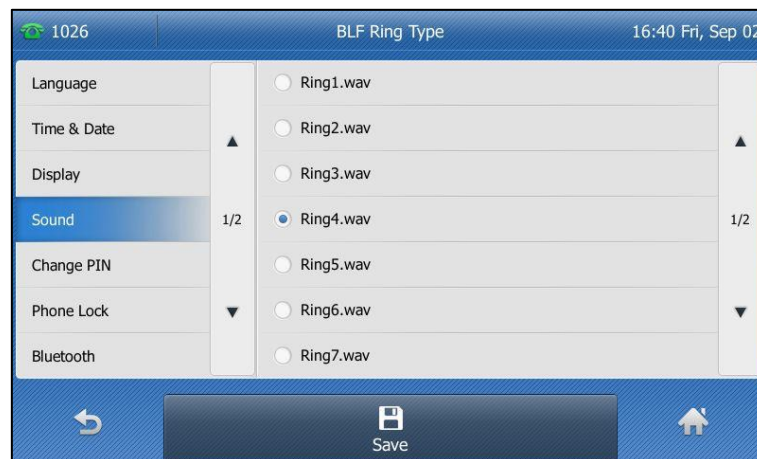 1026 BLF Ring Type 16:40 Fri, Sep 02
Language
Time & Date
Display
Sound
Change PIN
Phone Lock
Bluetooth
1/2
Ring1.wav
Ring2.wav
Ring3.wav
Ring4.wav
Ring5.wav
Ring6.wav
Ring7.wav
1/2
Save